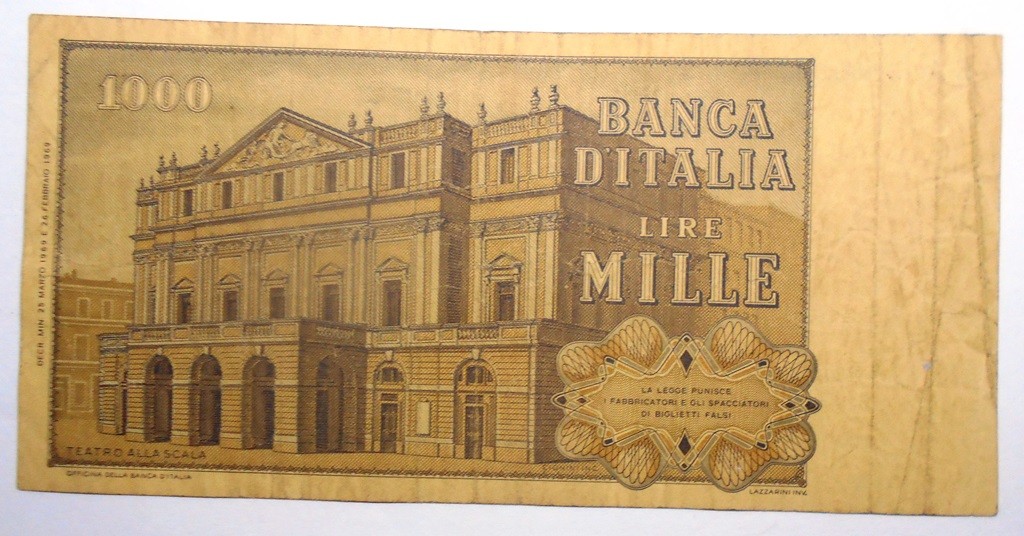 1000
BANCA
D'ITALIA
LIRE
MILLE
DECR. MIN. 25 MARZO 1969 E 26 FEBBRAIO 1969
LA LEGGE PUNISCE
I FABBRICATORI E GLI SPACCIATORI
DI BIGLIETTI FALSI
TEATRO ALLA SCALA
OFFICINA DELLA BANCA D'ITALIA
LAZZARINI INV.